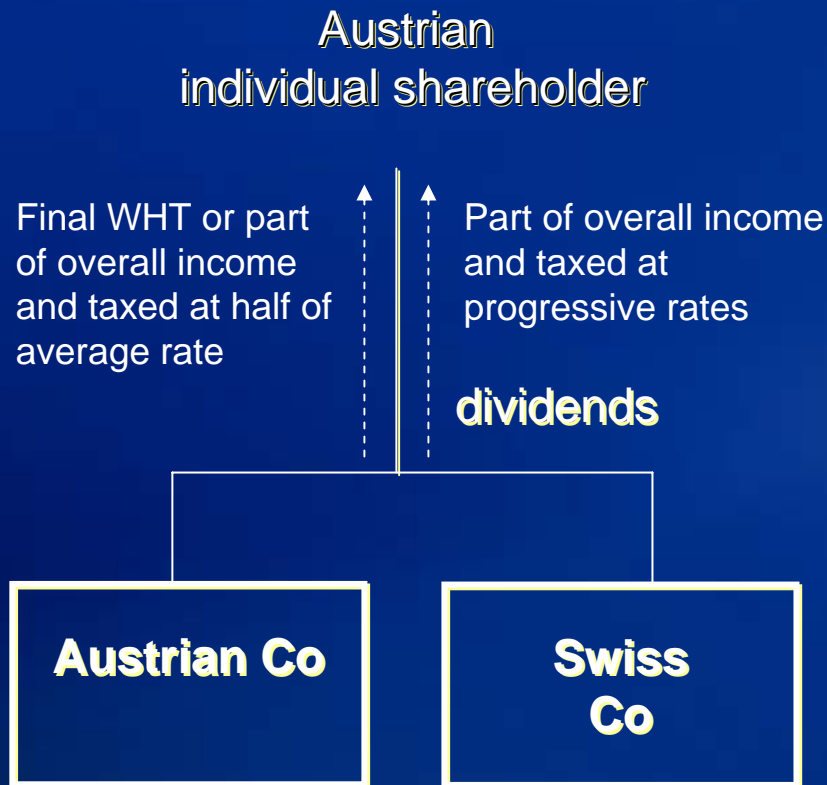 Austrian
individual shareholder
Final WHT or part
of overall income
and taxed at half of
average rate
Part of overall income
and taxed at
progressive rates
dividends
Austrian Co
Swiss
Co